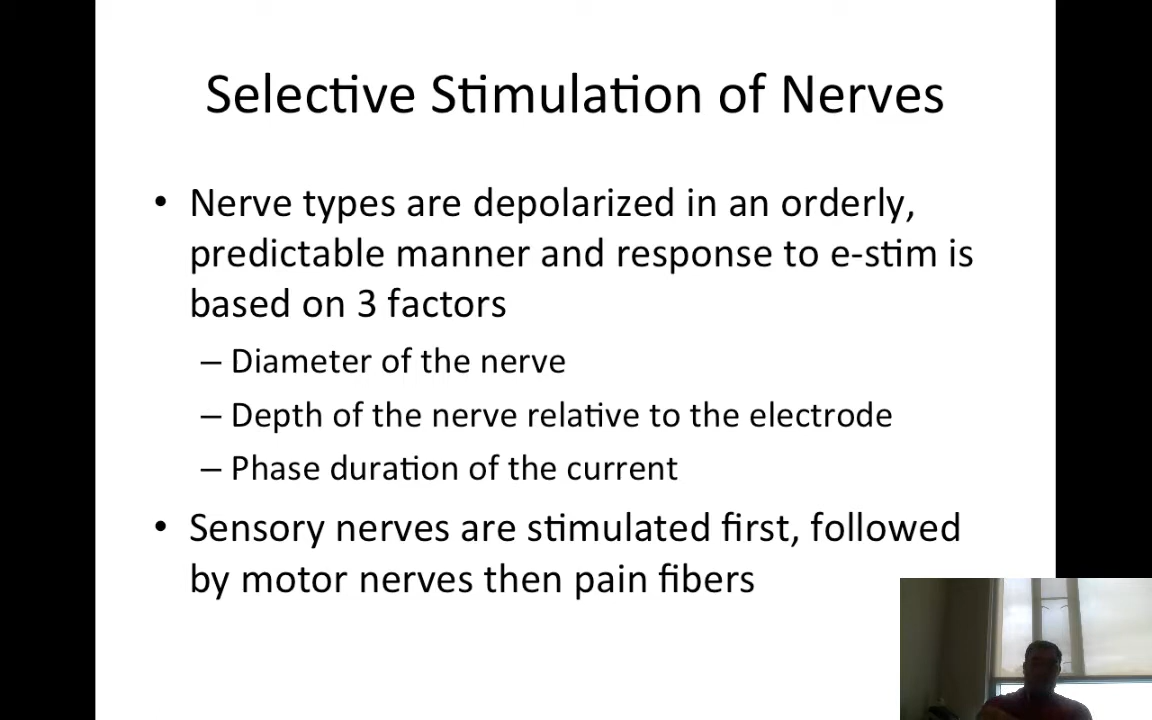 Selective Stimulation of Nerves
• Nerve types are depolarized in an orderly,
predictable manner and response to e-stim is
based on 3 factors
– Diameter of the nerve
– Depth of the nerve relative to the electrode
– Phase duration of the current
• Sensory nerves are stimulated first, followed
by motor nerves then pain fibers